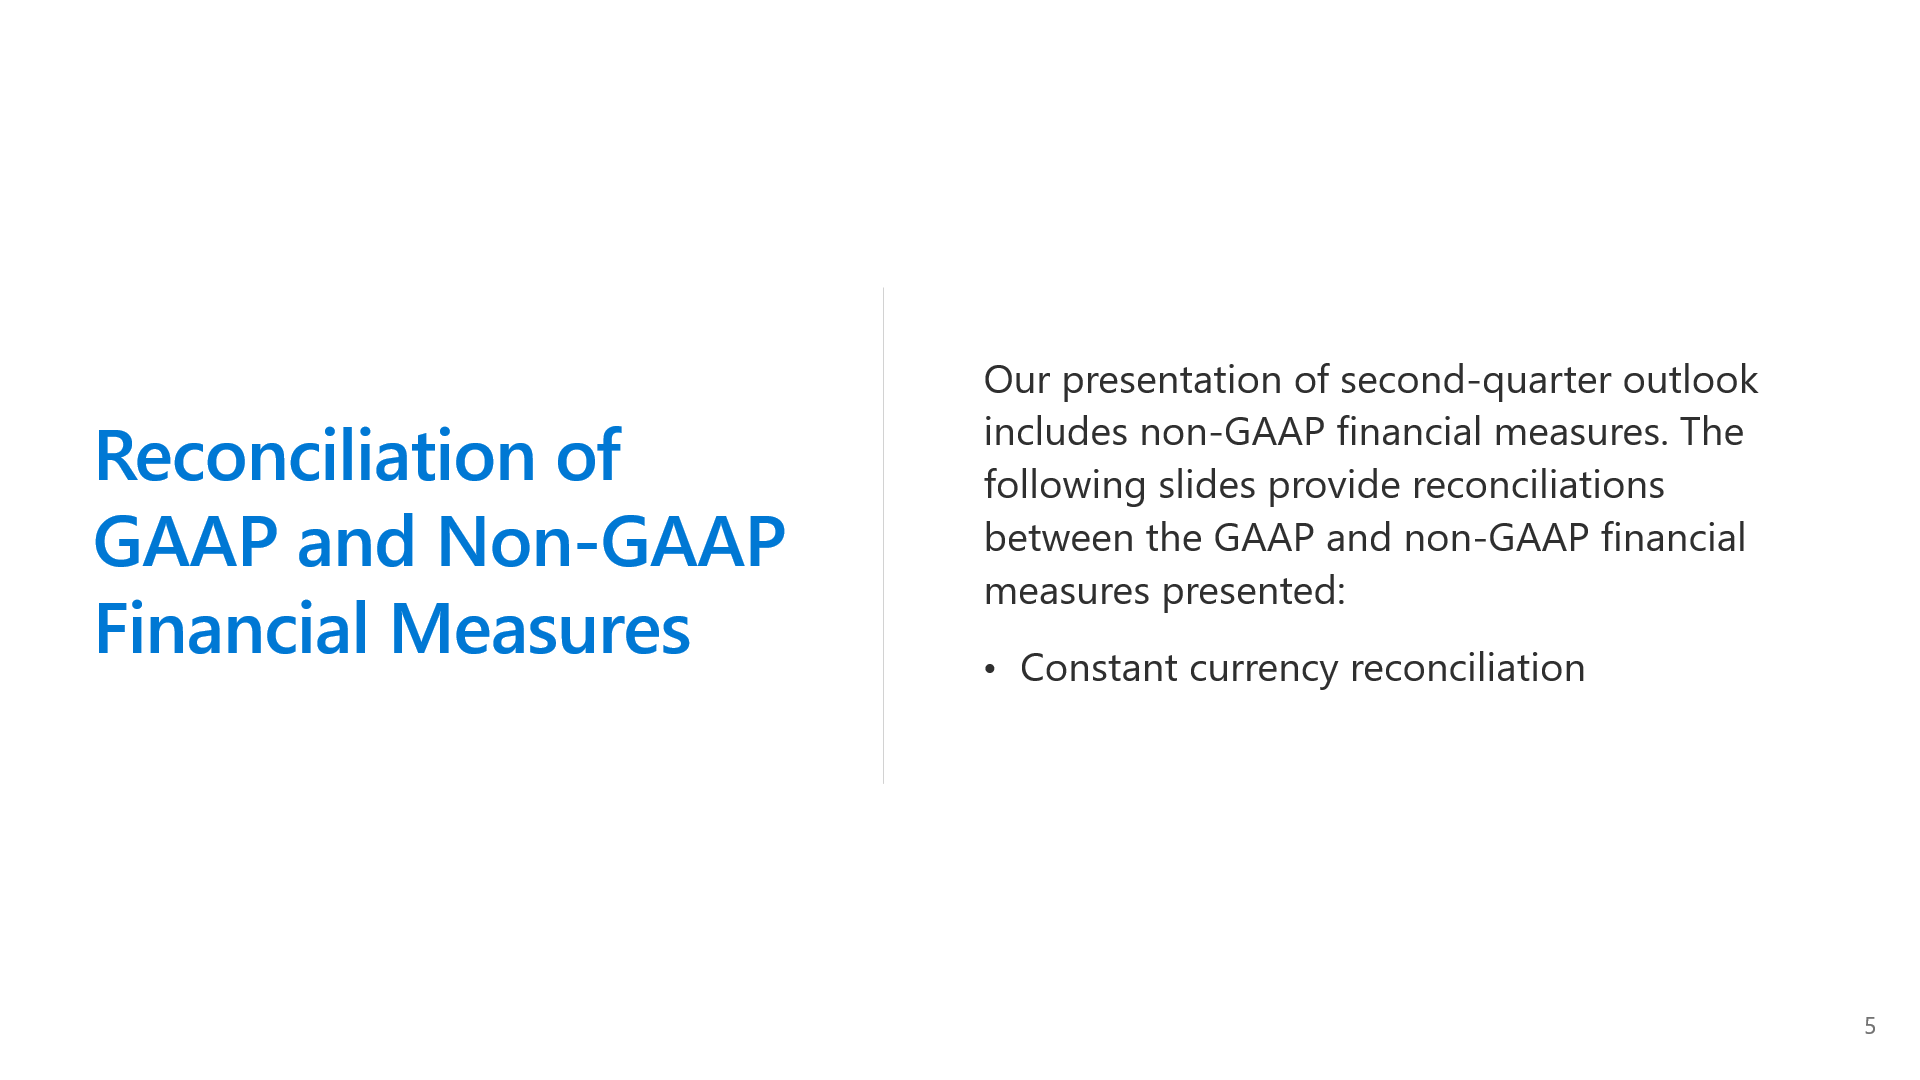 Reconciliation of
GAAP and Non-GAAP
Financial Measures
Our presentation of second-quarter outlook
includes non-GAAP financial measures. The
following slides provide reconciliations
between the GAAP and non-GAAP financial
measures presented:
• Constant currency reconciliation
5